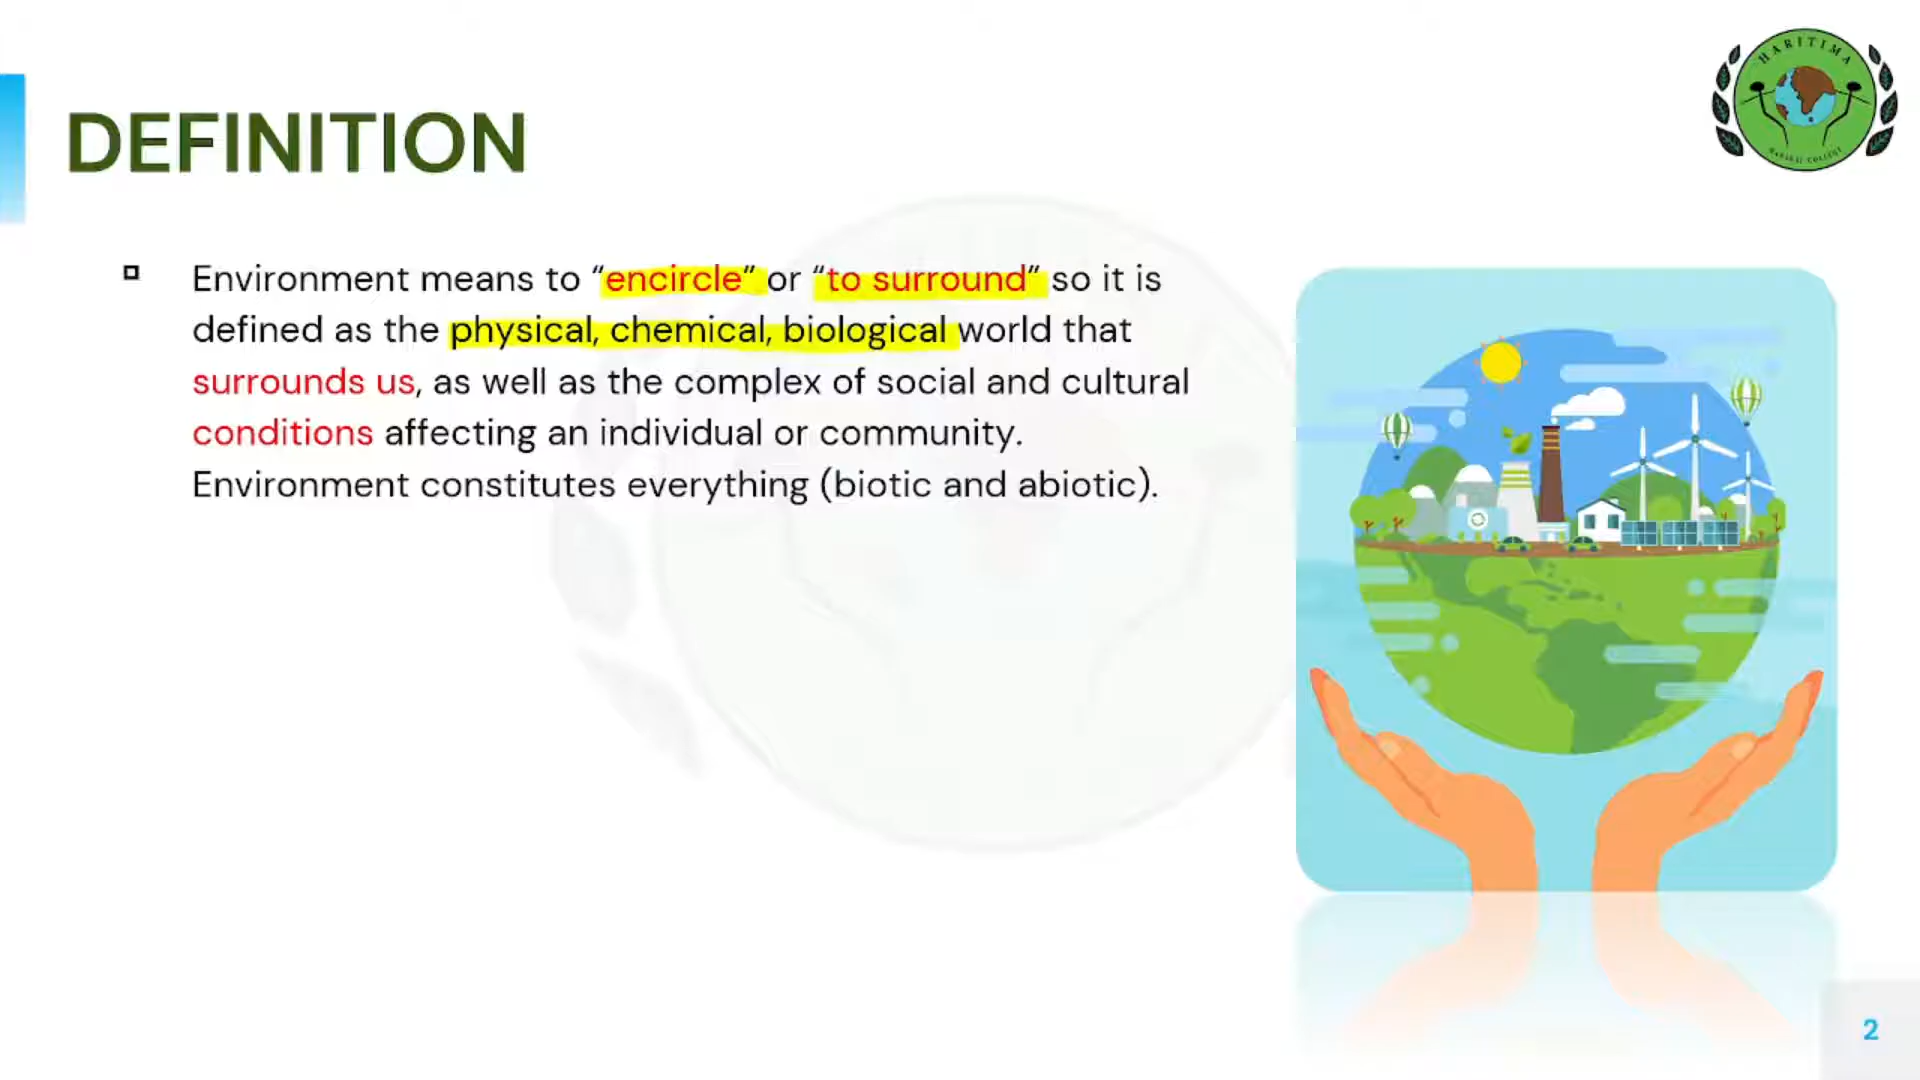 HARITIMA
HANSRAJ COLLEGE
DEFINITION
Environment means to “encircle” or “to surround” so it is
defined as the physical, chemical, biological world that
surrounds us, as well as the complex of social and cultural
conditions affecting an individual or community.
Environment constitutes everything (biotic and abiotic).
2